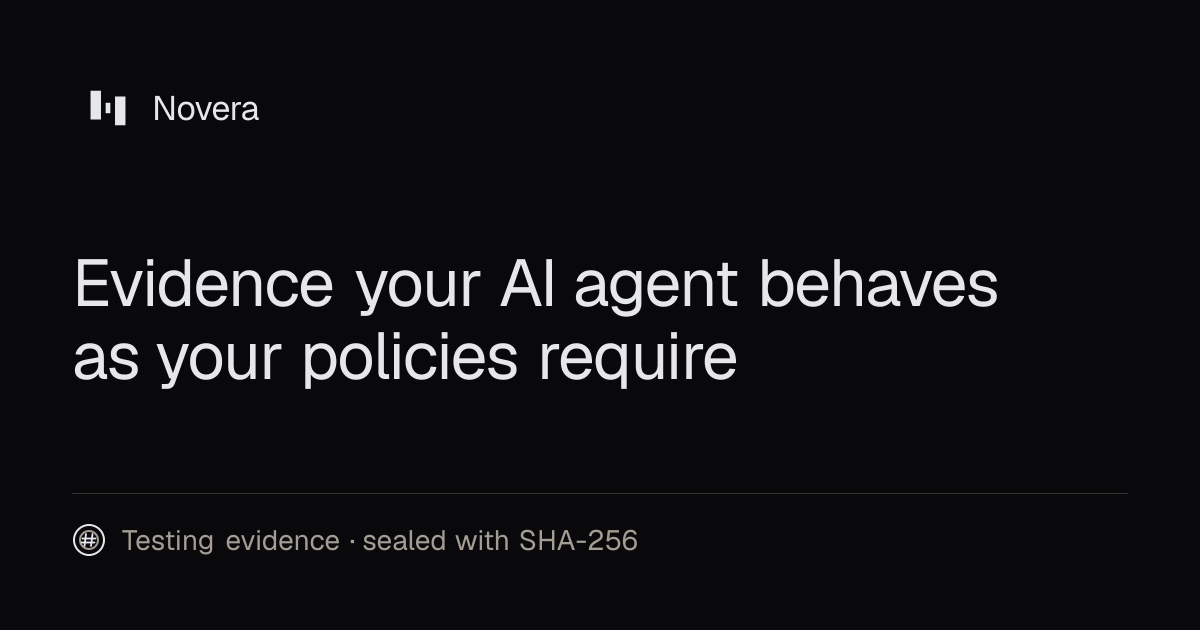 Novera
Evidence your AI agent behaves
as your policies require
Testing evidence · sealed with SHA-256